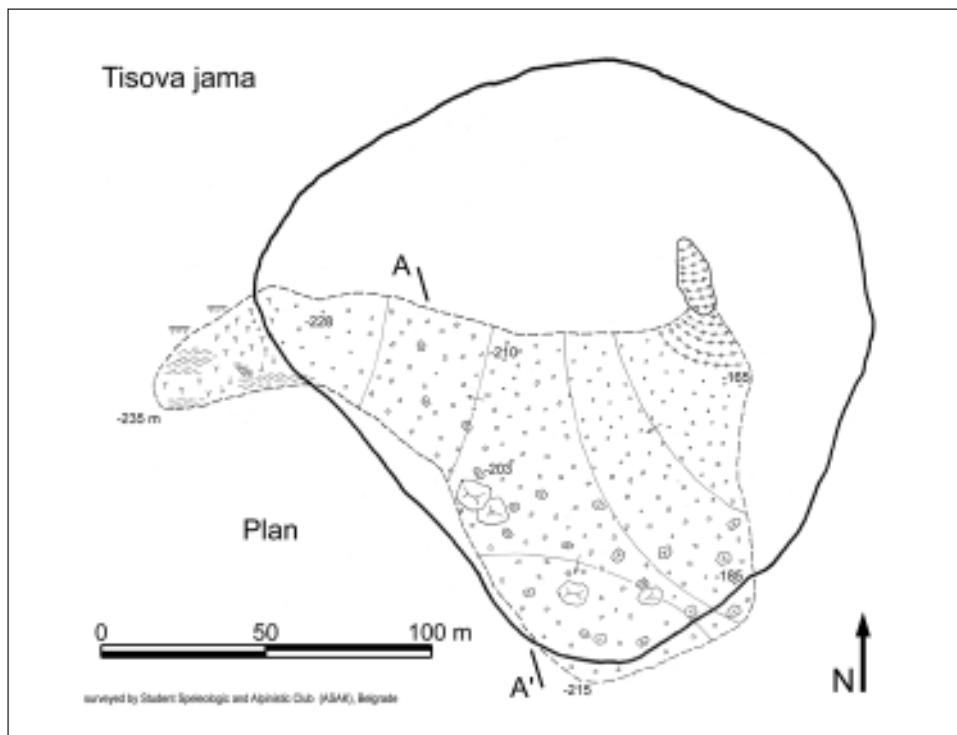 Tisova jama
A
-228
-210
-165
-235 m
-203
Plan
-185
0 50 100 m
A'
-215
N
surveyed by Student Speleologic and Alpinistic Club (ASAK), Belgrade